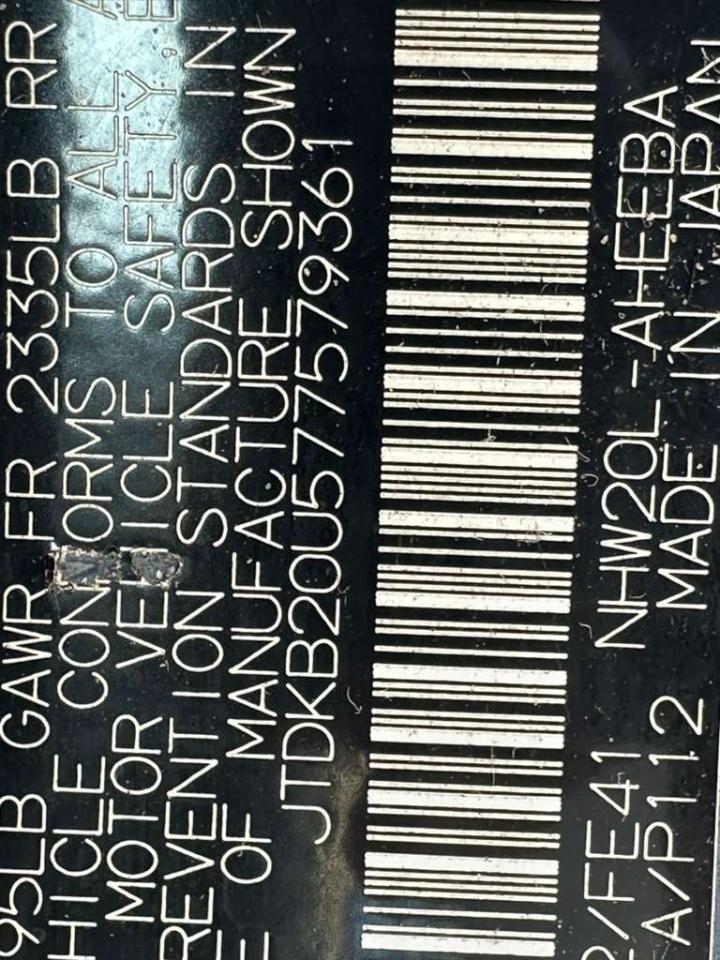 95LB GAWR FR 2335LB RR
HICLE CON ORMS TO ALL
MOTOR VE ICLE SAFETY,
REVENTION STANDARDS IN
E OF MANUFACTURE SHOWN
JTDKB20U577579361
/FE41 NHW20L-AHEEBA
A/P112 MADE IN JAPAN